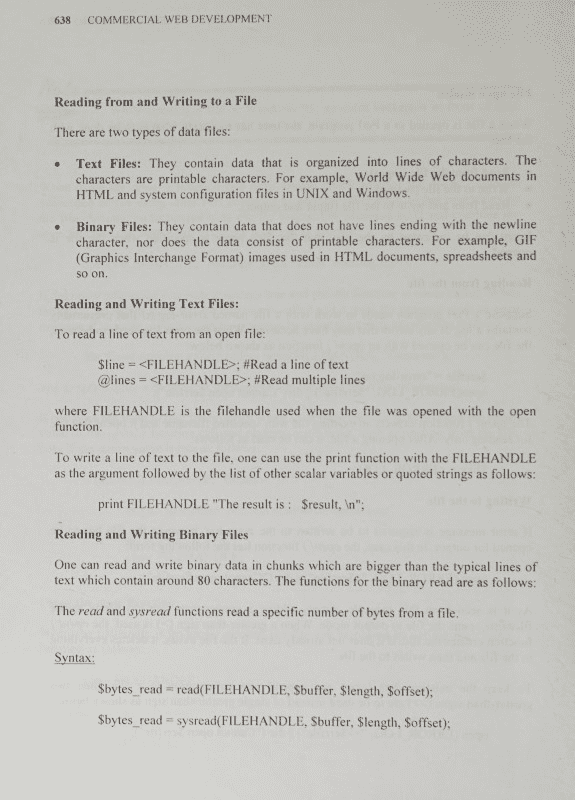 638 COMMERCIAL WEB DEVELOPMENT
Reading from and Writing to a File
There are two types of data files:
• Text Files: They contain data that is organized into lines of characters. The
characters are printable characters. For example, World Wide Web documents in
HTML and system configuration files in UNIX and Windows.
• Binary Files: They contain data that does not have lines ending with the newline
character, nor does the data consist of printable characters. For example, GIF
(Graphics Interchange Format) images used in HTML documents, spreadsheets and
so on.
Reading and Writing Text Files:
To read a line of text from an open file:
$line = <FILEHANDLE>; #Read a line of text
@lines = <FILEHANDLE>; #Read multiple lines
where FILEHANDLE is the filehandle used when the file was opened with the open
function.
To write a line of text to the file, one can use the print function with the FILEHANDLE
as the argument followed by the list of other scalar variables or quoted strings as follows:
print FILEHANDLE "The result is : $result, \n";
Reading and Writing Binary Files
One can read and write binary data in chunks which are bigger than the typical lines of
text which contain around 80 characters. The functions for the binary read are as follows:
The read and sysread functions read a specific number of bytes from a file.
Syntax:
$bytes_read = read(FILEHANDLE, $buffer, $length, $offset);
$bytes_read = sysread(FILEHANDLE, $buffer, $length, $offset);